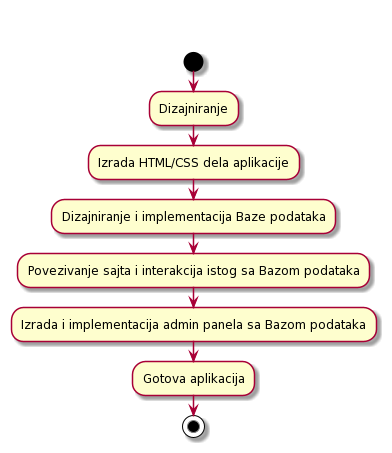 Dizajniranje
Izrada HTML/CSS dela aplikacije
Dizajniranje i implementacija Baze podataka
Povezivanje sajta i interakcija istog sa Bazom podataka
Izrada i implementacija admin panela sa Bazom podataka
Gotova aplikacija